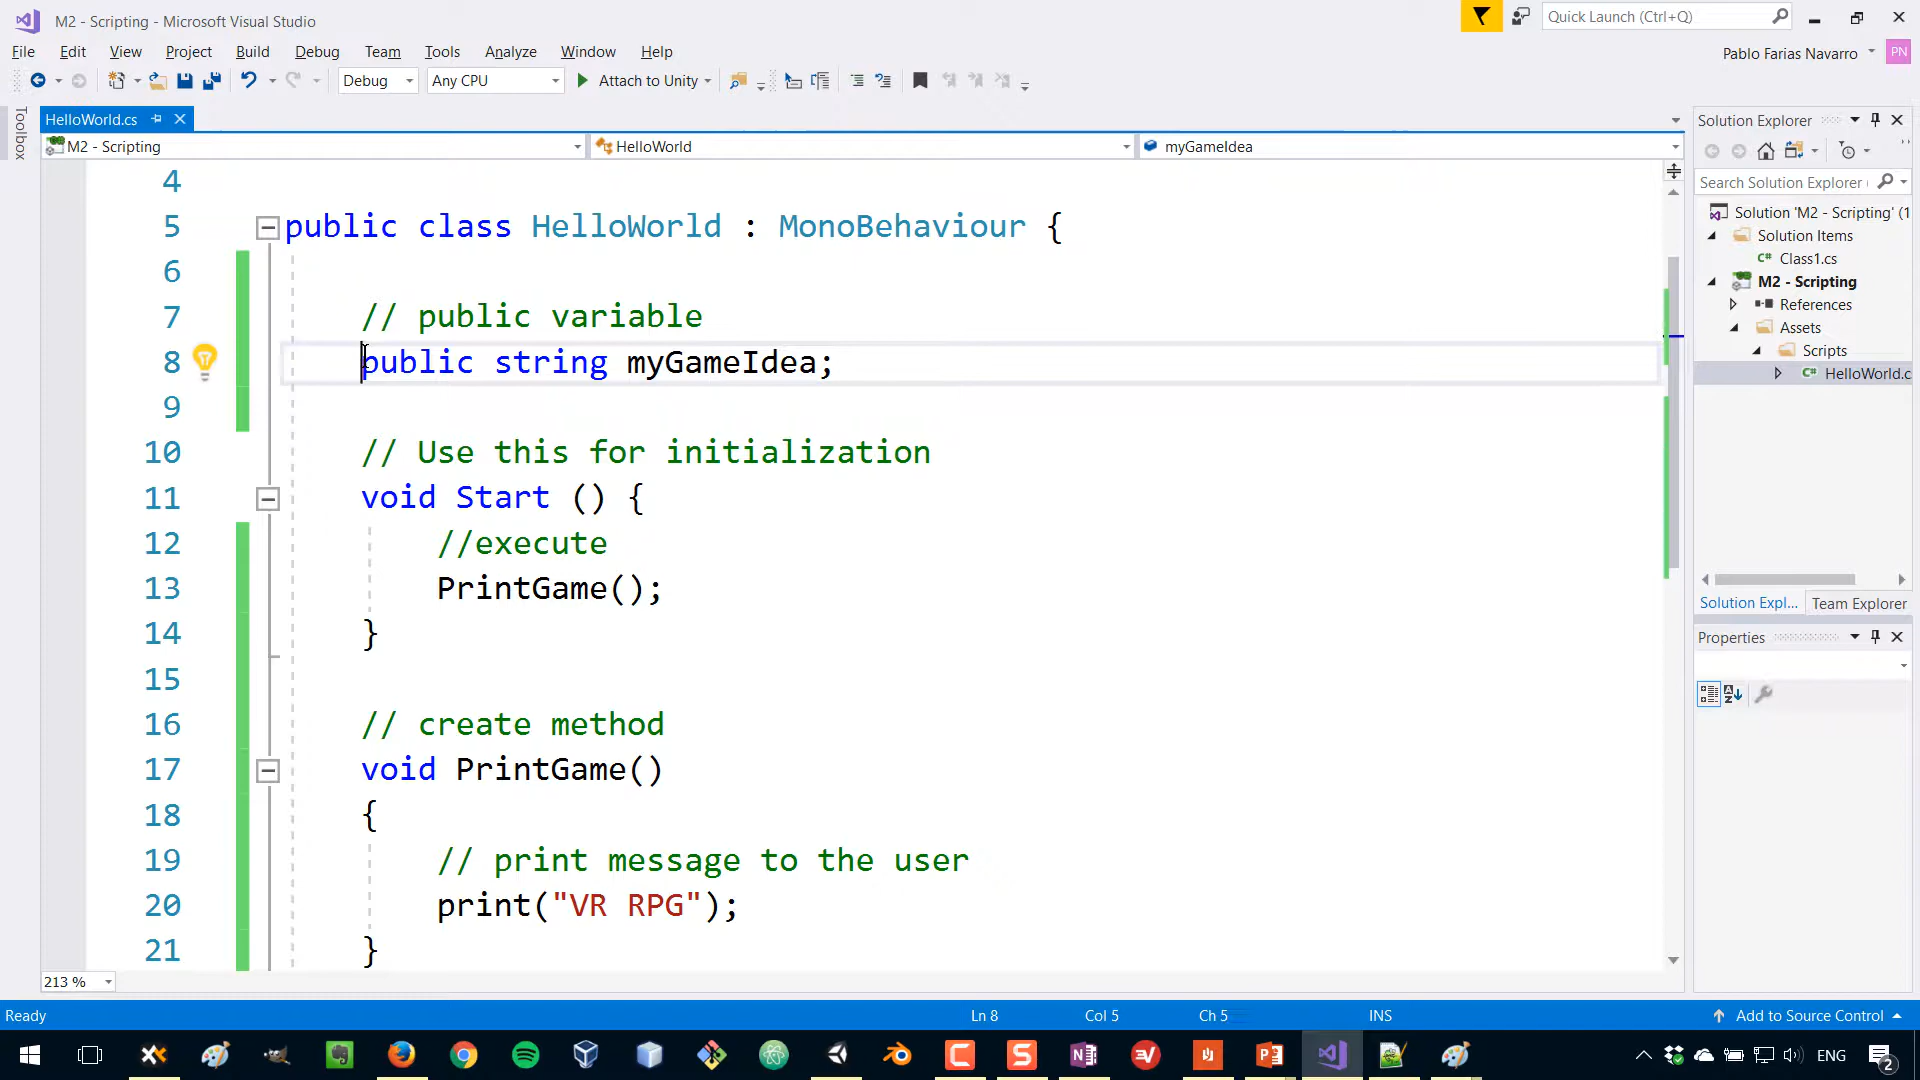 M2 - Scripting - Microsoft Visual Studio
Quick Launch (Ctrl+Q)
File Edit View Project Build Debug Team Tools Analyze Window Help
Pablo Farias Navarro PN
Debug Any CPU Attach to Unity
Toolbox
HelloWorld.cs
M2 - Scripting HelloWorld myGameIdea
4
5 public class HelloWorld : MonoBehaviour {
6
7 // public variable
8 public string myGameIdea;
9
10 // Use this for initialization
11 void Start () {
12 //execute
13 PrintGame();
14 }
15
16 // create method
17 void PrintGame()
18 {
19 // print message to the user
20 print("VR RPG");
21 }
213 %
Solution Explorer
Search Solution Explorer (
Solution 'M2 - Scripting' (1
Solution Items
C# Class1.cs
M2 - Scripting
References
Assets
Scripts
C# HelloWorld.c
Solution Expl... Team Explorer
Properties
Ready Ln 8 Col 5 Ch 5 INS Add to Source Control
ENG 2